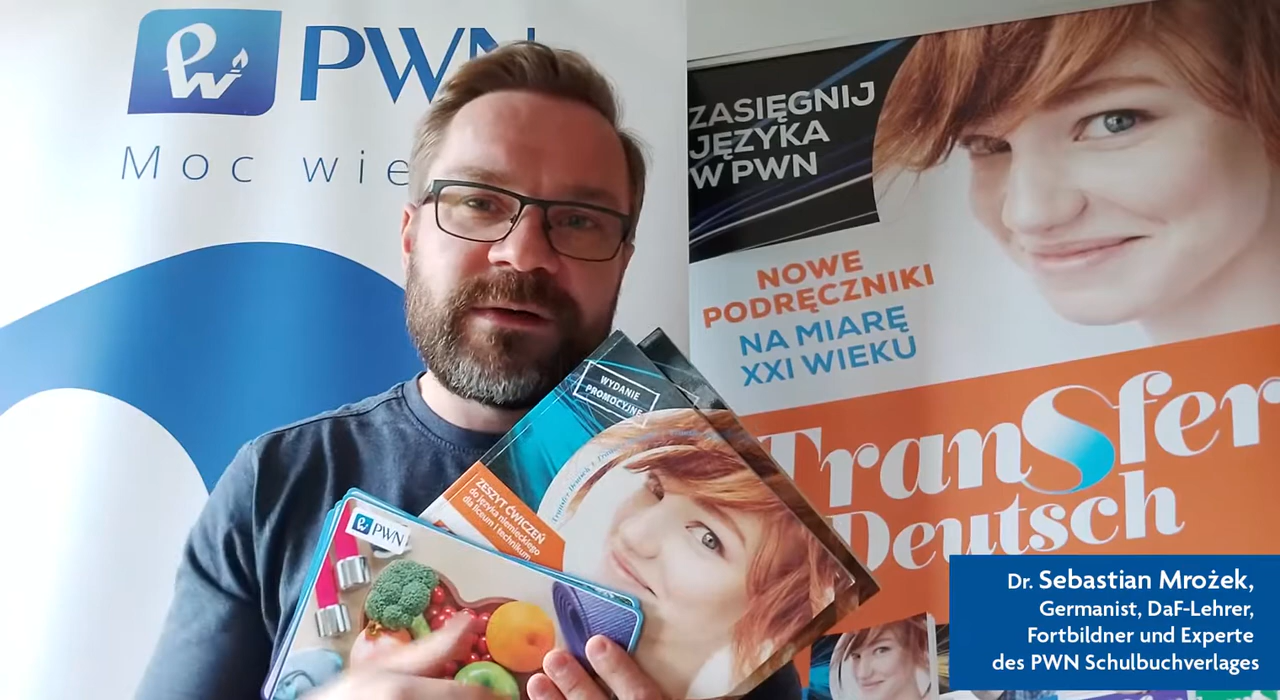 PWN
Moc wie
ZASIĘGNIJ
JĘZYKA
W PWN
NOWE
PODRĘCZNIKI
NA MIARĘ
XXI WIEKU
TranSfer
Deutsch
WYDANIE
PROMOCYJNE
ZESZYT ĆWICZEŃ
do języka niemieckiego
dla liceum i technikum
PWN
Dr. Sebastian Mrożek,
Germanist, DaF-Lehrer,
Fortbildner und Experte
des PWN Schulbuchverlages